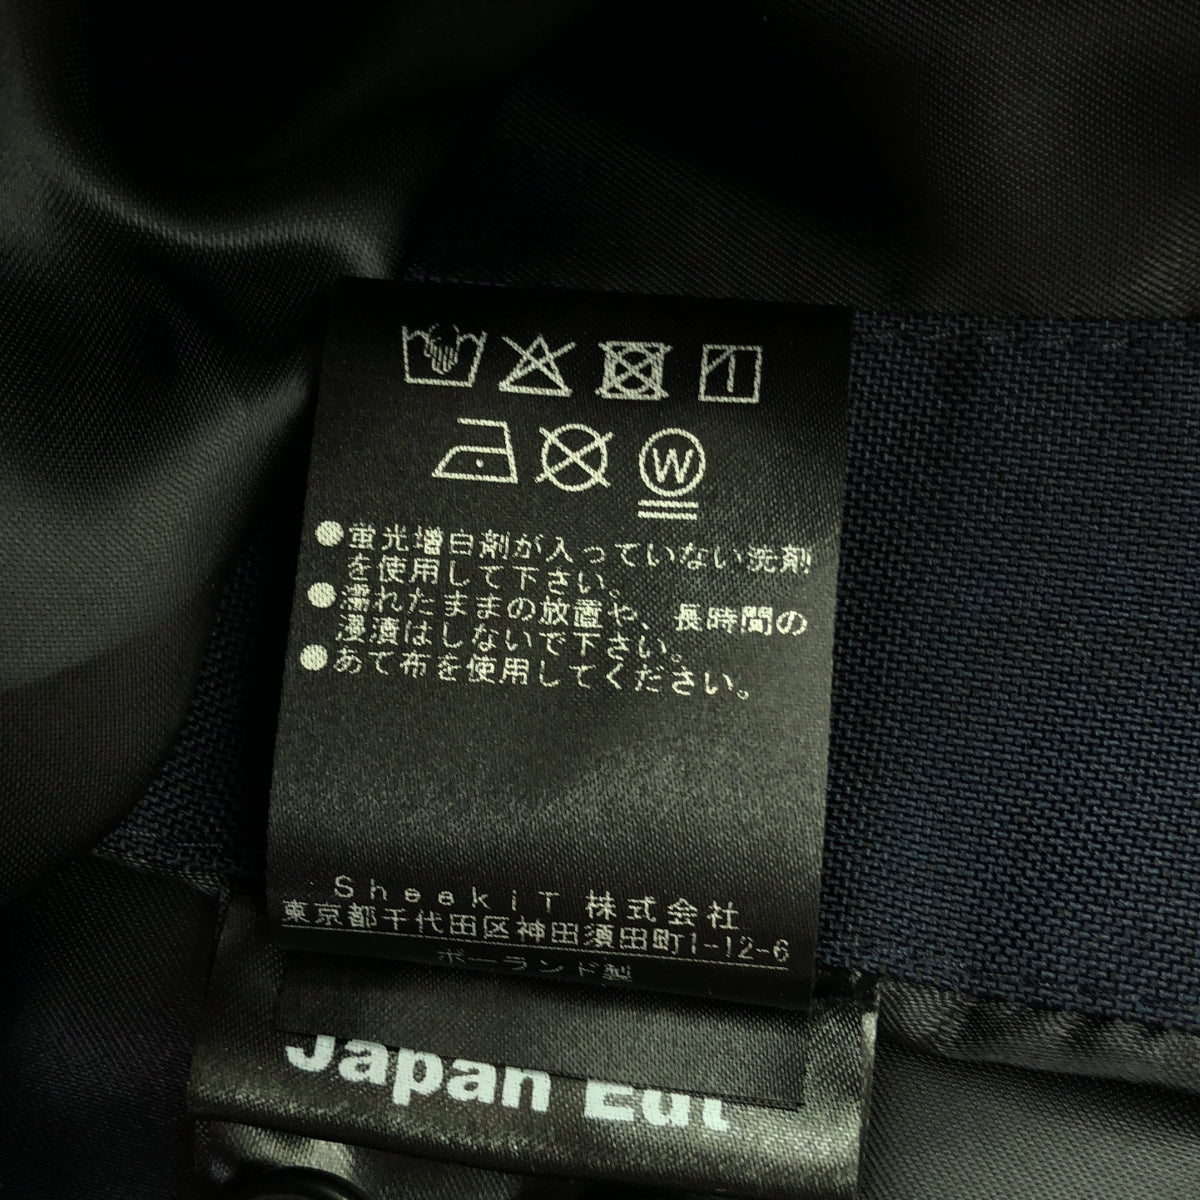 W
●蛍光増白剤が入っていない洗剤
を使用して下さい。
●濡れたままの放置や、長時間の
浸漬はしないで下さい。
●あて布を使用してください。
SheekiT 株式会社
東京都千代田区神田須田町1-12-6
ポーランド製
Japan